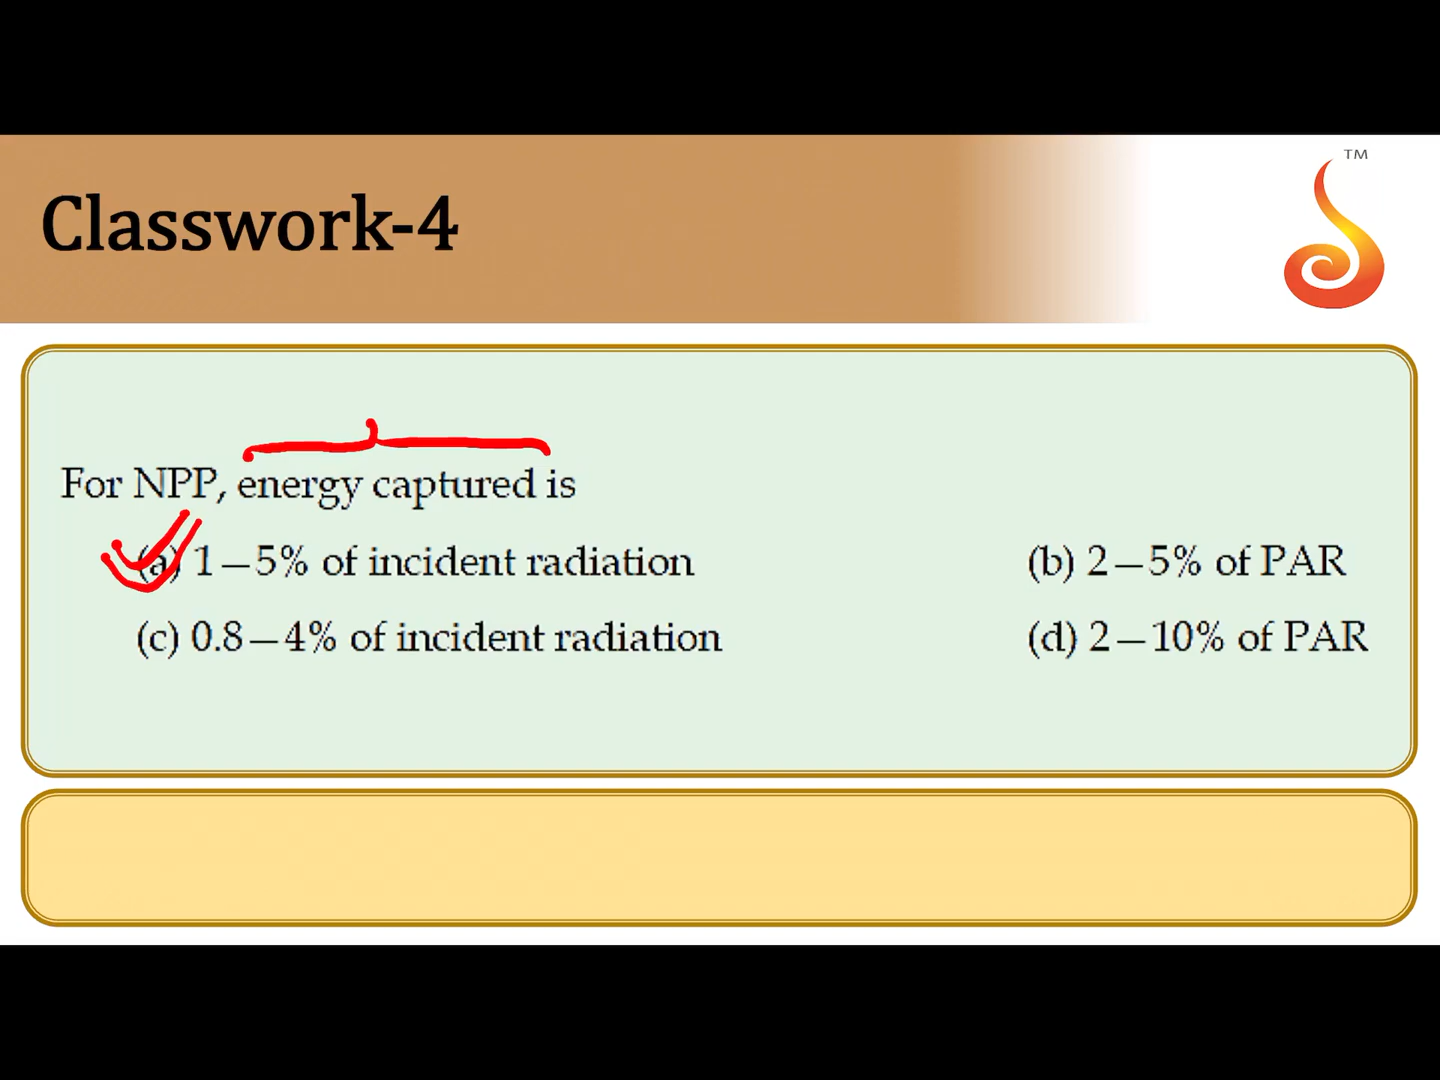 TM
Classwork-4
For NPP, energy captured is
(a) 1–5% of incident radiation (b) 2–5% of PAR
(c) 0.8–4% of incident radiation (d) 2–10% of PAR